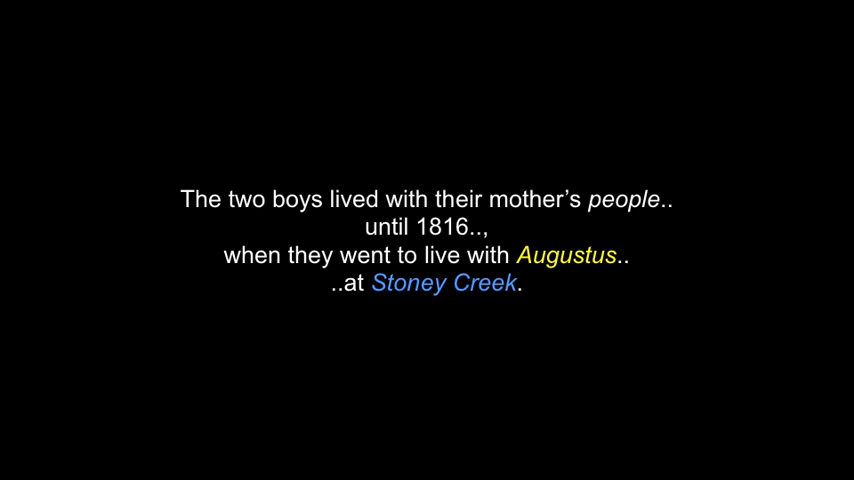 The two boys lived with their mother’s people..
until 1816..,
when they went to live with Augustus..
..at Stoney Creek.